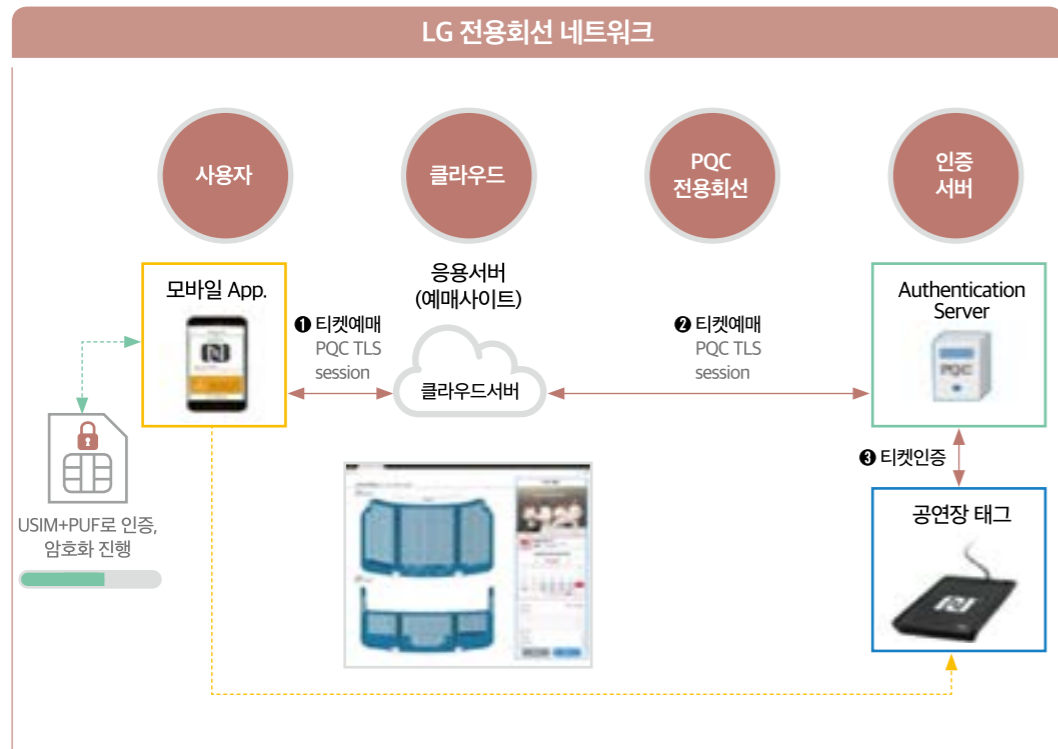 LG 전용회선 네트워크
사용자
클라우드
PQC
전용회선
인증
서버
모바일 App.
응용서버
(예매사이트)
Authentication
Server
❶ 티켓예매
PQC TLS
session
클라우드서버
❷ 티켓예매
PQC TLS
session
PQC
❸ 티켓인증
USIM+PUF로 인증,
암호화 진행
공연장 태그